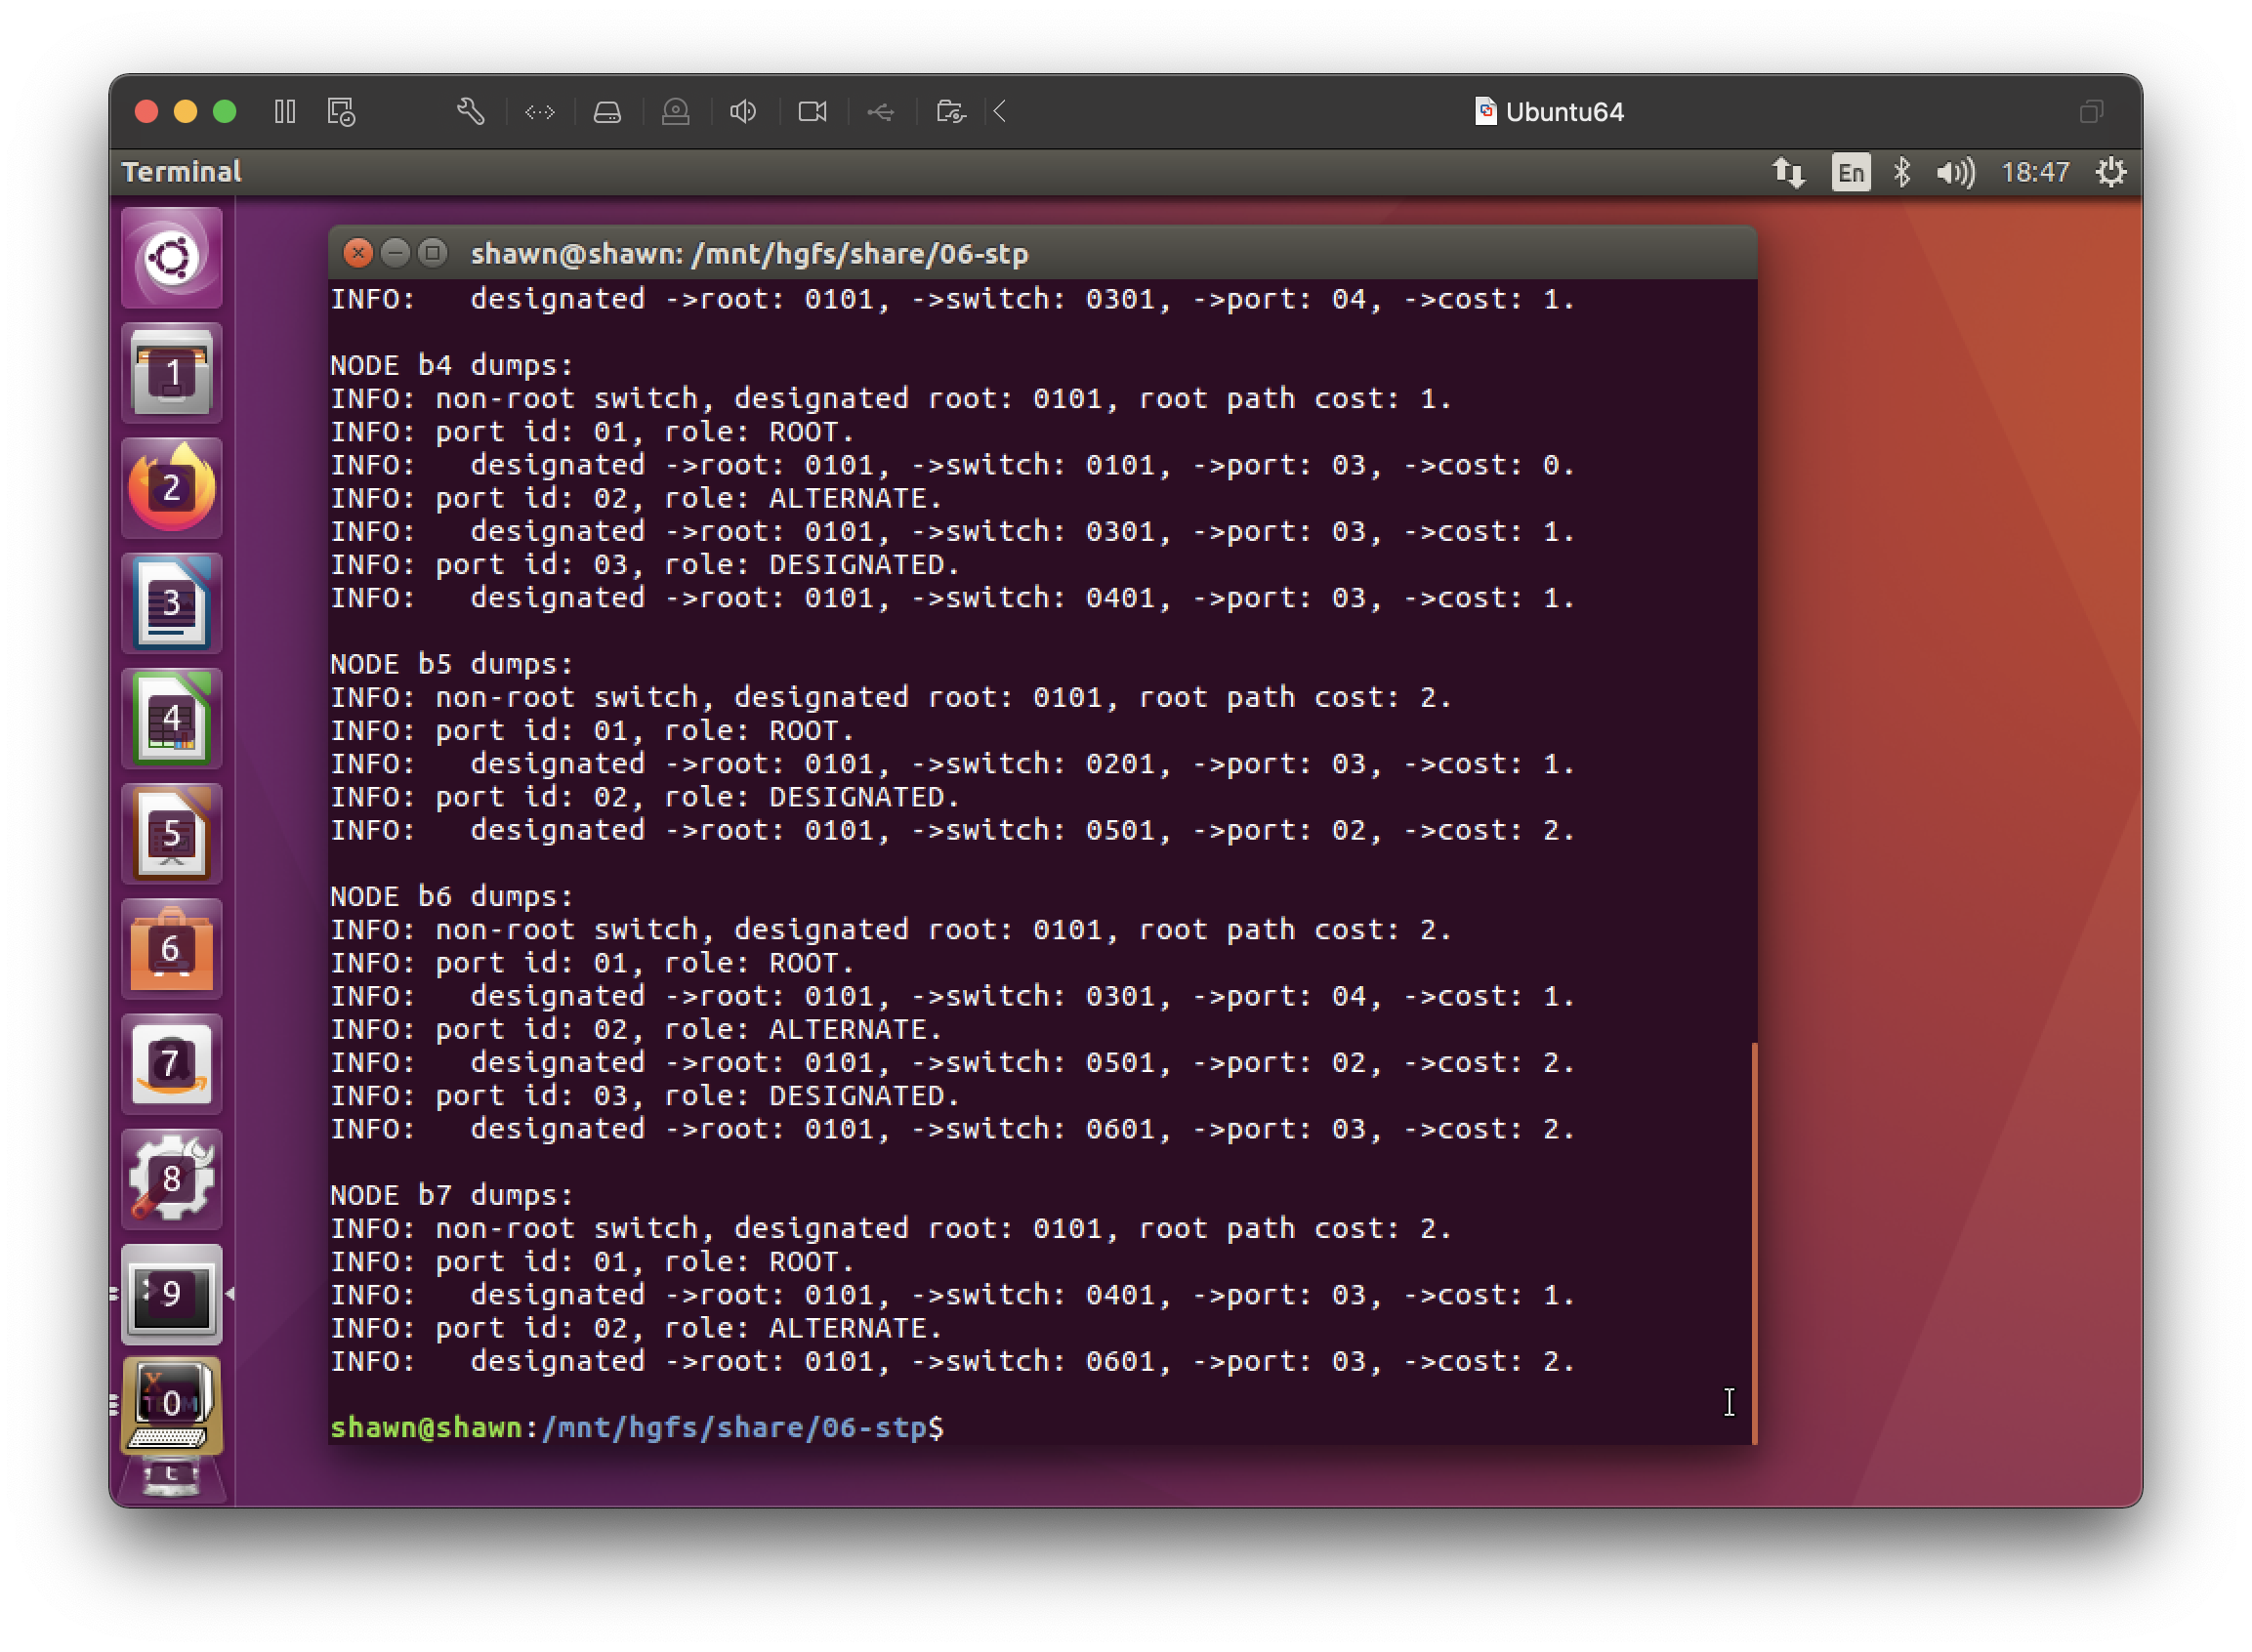 Ubuntu64
Terminal
En
18:47
shawn@shawn: /mnt/hgfs/share/06-stp
INFO:   designated ->root: 0101, ->switch: 0301, ->port: 04, ->cost: 1.
NODE b4 dumps:
INFO: non-root switch, designated root: 0101, root path cost: 1.
INFO: port id: 01, role: ROOT.
INFO:   designated ->root: 0101, ->switch: 0101, ->port: 03, ->cost: 0.
INFO: port id: 02, role: ALTERNATE.
INFO:   designated ->root: 0101, ->switch: 0301, ->port: 03, ->cost: 1.
INFO: port id: 03, role: DESIGNATED.
INFO:   designated ->root: 0101, ->switch: 0401, ->port: 03, ->cost: 1.
NODE b5 dumps:
INFO: non-root switch, designated root: 0101, root path cost: 2.
INFO: port id: 01, role: ROOT.
INFO:   designated ->root: 0101, ->switch: 0201, ->port: 03, ->cost: 1.
INFO: port id: 02, role: DESIGNATED.
INFO:   designated ->root: 0101, ->switch: 0501, ->port: 02, ->cost: 2.
NODE b6 dumps:
INFO: non-root switch, designated root: 0101, root path cost: 2.
INFO: port id: 01, role: ROOT.
INFO:   designated ->root: 0101, ->switch: 0301, ->port: 04, ->cost: 1.
INFO: port id: 02, role: ALTERNATE.
INFO:   designated ->root: 0101, ->switch: 0501, ->port: 02, ->cost: 2.
INFO: port id: 03, role: DESIGNATED.
INFO:   designated ->root: 0101, ->switch: 0601, ->port: 03, ->cost: 2.
NODE b7 dumps:
INFO: non-root switch, designated root: 0101, root path cost: 2.
INFO: port id: 01, role: ROOT.
INFO:   designated ->root: 0101, ->switch: 0401, ->port: 03, ->cost: 1.
INFO: port id: 02, role: ALTERNATE.
INFO:   designated ->root: 0101, ->switch: 0601, ->port: 03, ->cost: 2.
shawn@shawn:/mnt/hgfs/share/06-stp$
1
2
3
4
5
6
7
8
9
0
t